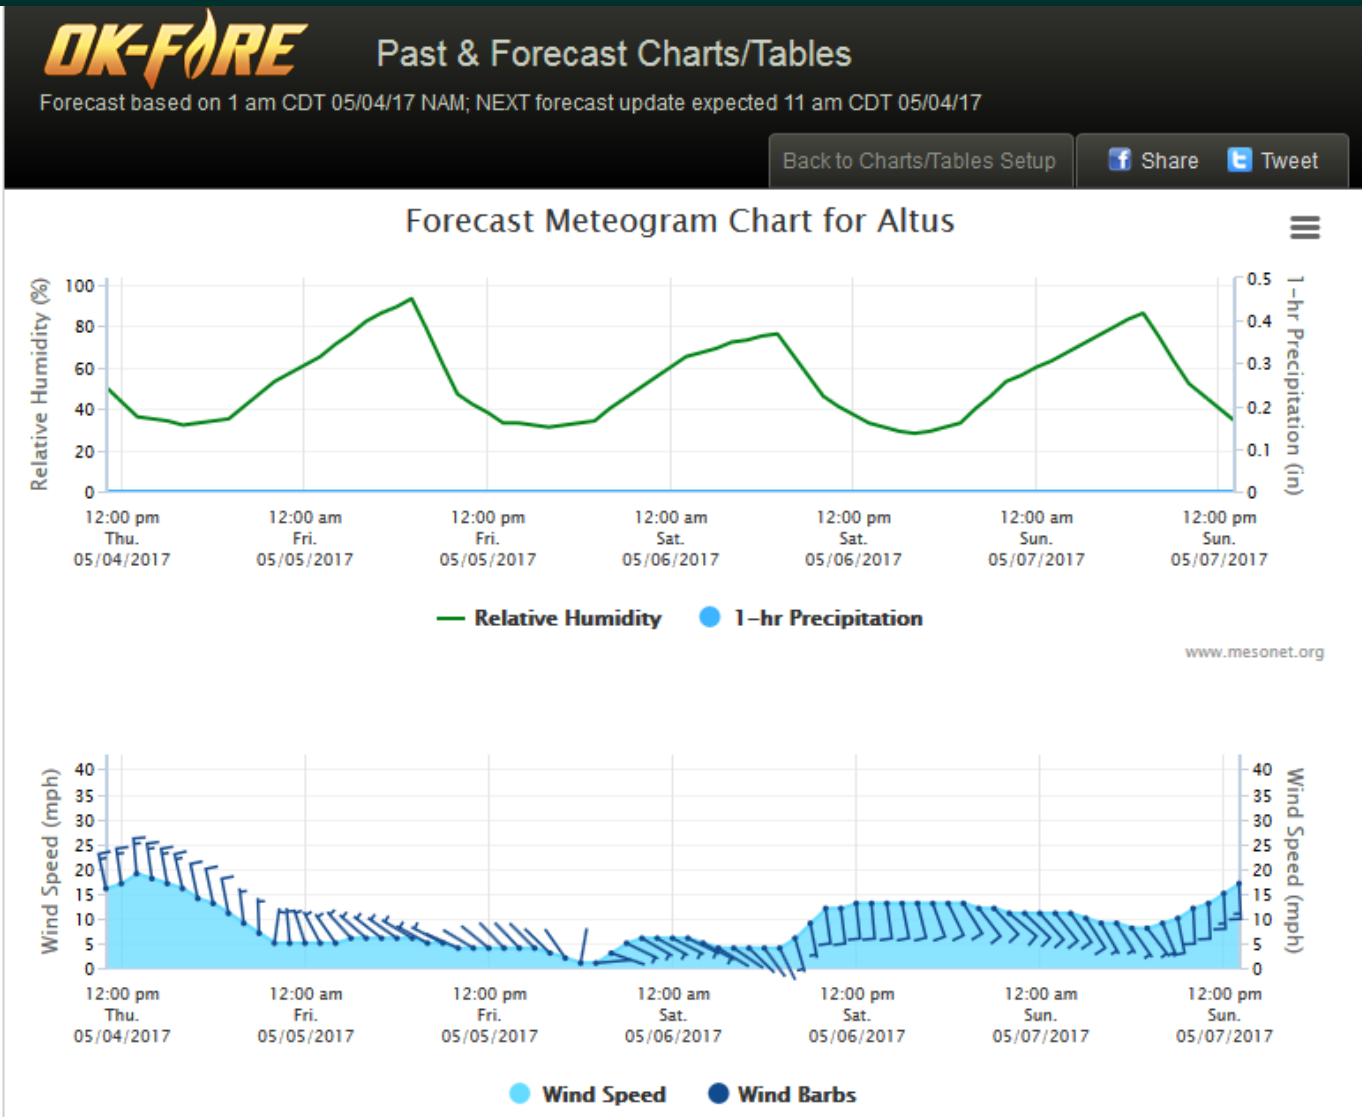 OK-FIRE
Past & Forecast Charts/Tables
Forecast based on 1 am CDT 05/04/17 NAM; NEXT forecast update expected 11 am CDT 05/04/17
Back to Charts/Tables Setup
Share
Tweet
Forecast Meteogram Chart for Altus
Relative Humidity (%)
100
80
60
40
20
0
0.5
0.4
0.3
0.2
0.1
0
1-hr Precipitation (in)
12:00 pm
Thu.
05/04/2017
12:00 am
Fri.
05/05/2017
12:00 pm
Fri.
05/05/2017
12:00 am
Sat.
05/06/2017
12:00 pm
Sat.
05/06/2017
12:00 am
Sun.
05/07/2017
12:00 pm
Sun.
05/07/2017
Relative Humidity
1-hr Precipitation
www.mesonet.org
Wind Speed (mph)
40
35
30
25
20
15
10
5
0
40
35
30
25
20
15
10
5
0
Wind Speed (mph)
12:00 pm
Thu.
05/04/2017
12:00 am
Fri.
05/05/2017
12:00 pm
Fri.
05/05/2017
12:00 am
Sat.
05/06/2017
12:00 pm
Sat.
05/06/2017
12:00 am
Sun.
05/07/2017
12:00 pm
Sun.
05/07/2017
Wind Speed
Wind Barbs